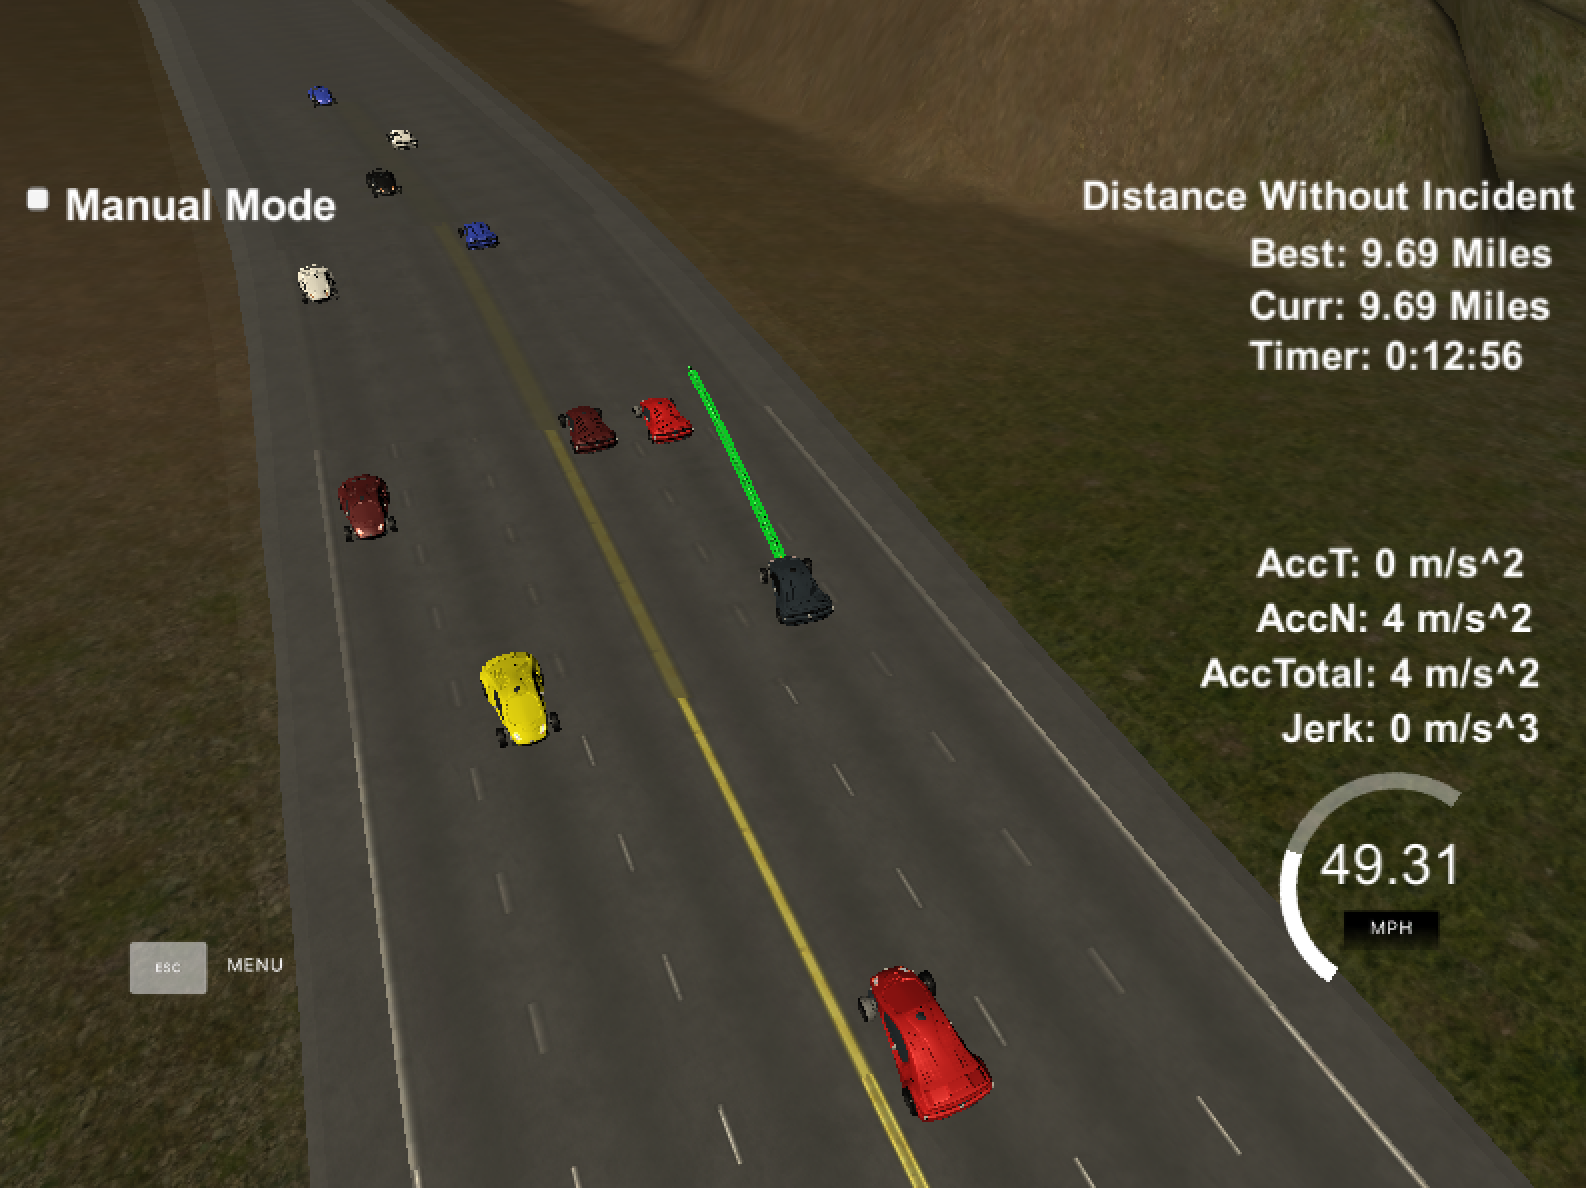 Manual Mode
Distance Without Incident
Best: 9.69 Miles
Curr: 9.69 Miles
Timer: 0:12:56
AccT: 0 m/s^2
AccN: 4 m/s^2
AccTotal: 4 m/s^2
Jerk: 0 m/s^3
49.31
MPH
ESC MENU